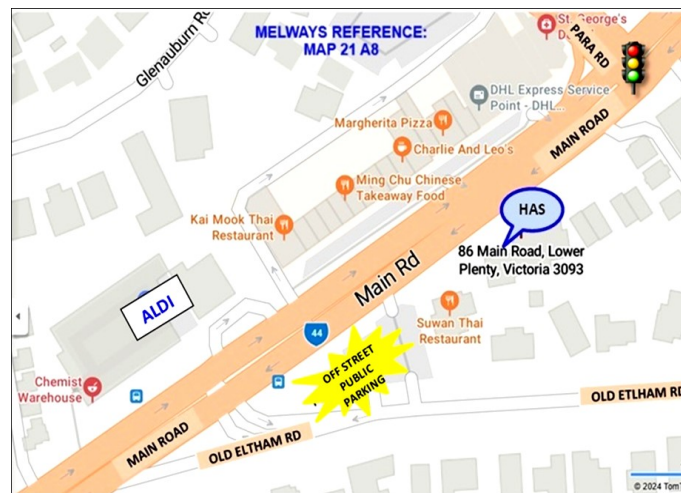 Glenauburn Rd
MELWAYS REFERENCE:
MAP 21 A8
St. George's
D
PARA RD
DHL Express Service
Point - DHL...
MAIN ROAD
Margherita Pizza
Charlie And Leo's
Ming Chu Chinese
Takeaway Food
Kai Mook Thai
Restaurant
HAS
86 Main Road, Lower
Plenty, Victoria 3093
Main Rd
ALDI
44
Suwan Thai
Restaurant
OFF STREET
PUBLIC
PARKING
Chemist
Warehouse
OLD ETLHAM RD
MAIN ROAD
OLD ELTHAM RD
© 2024 TomT